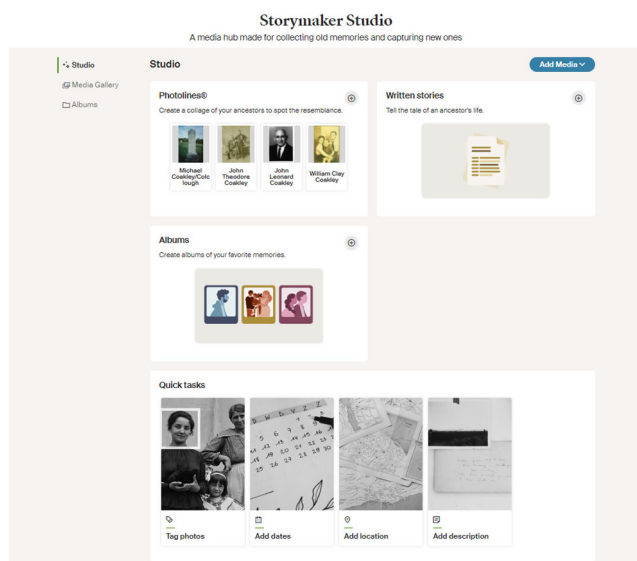 Storymaker Studio
A media hub made for collecting old memories and capturing new ones
Studio
Media Gallery
Albums
Studio
Add Media
Photolines®
Create a collage of your ancestors to spot the resemblance.
Michael
Coakley/Colc
lough
John
Theodore
Coakley
John
Leonard
Coakley
William Clay
Coakley
Written stories
Tell the tale of an ancestor's life.
Albums
Create albums of your favorite memories.
Quick tasks
Tag photos
Add dates
Add location
Add description